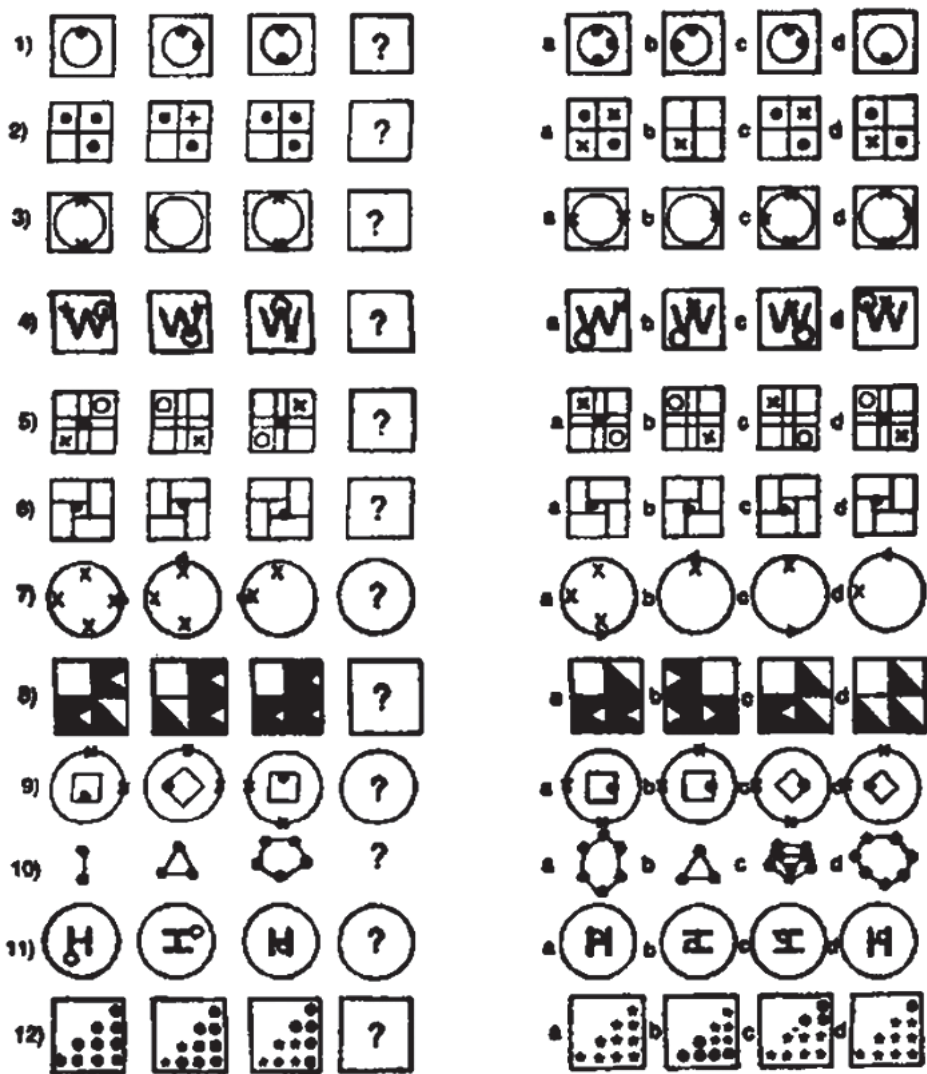 1) ? a b c d
2) ? a b c d
3) ? a b c d
4) W W W ? a W b W c W d W
5) ? a b c d
6) ? a b c d
7) ? a b c d
8) ? a b c d
9) ? a b c d
10) ? a b c d
11) ? a b c d
12) ? a b c d